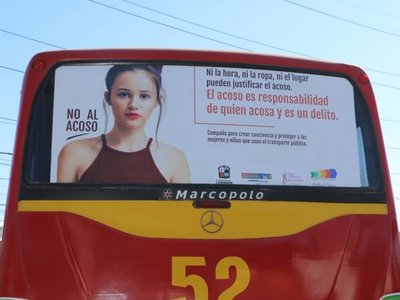 Ni la hora, ni la ropa, ni el lugar
pueden justificar el acoso.
El acoso es responsabilidad
de quien acosa y es un delito.
NO AL
ACOSO
Campaña para crear conciencia y proteger a las
mujeres y niñas que usan el transporte público.
Marcopolo
52